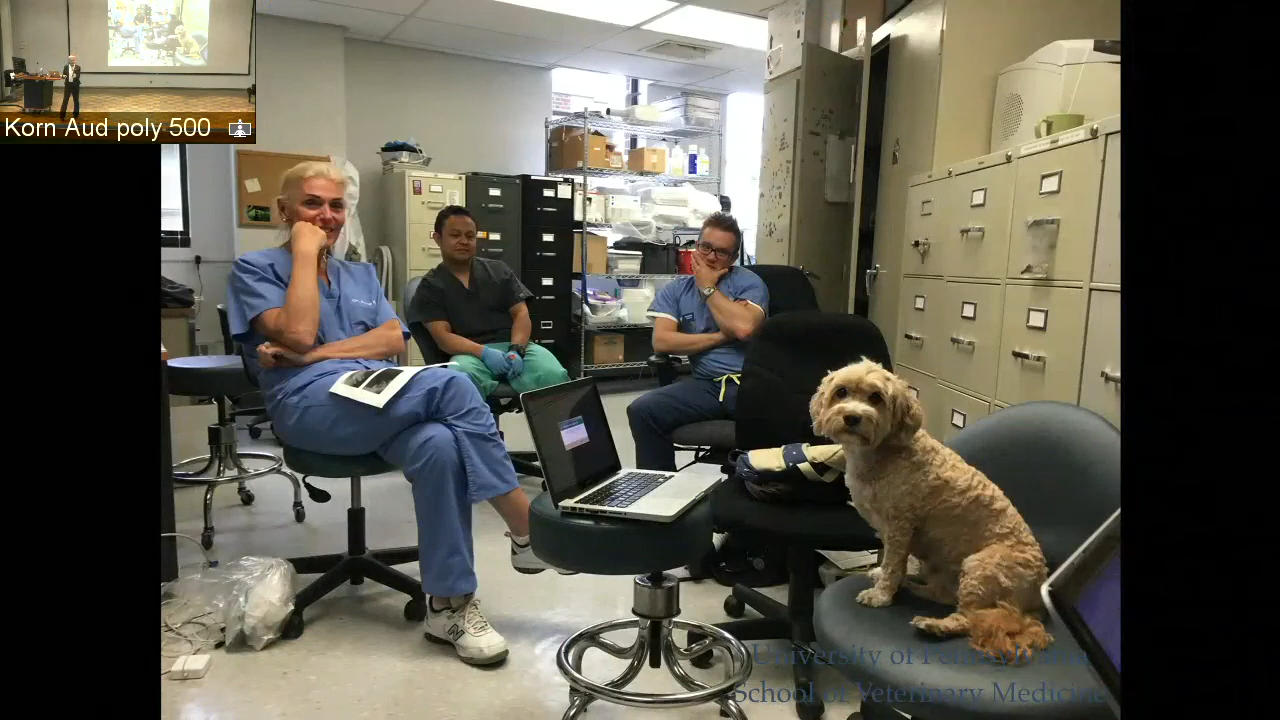 Korn Aud poly 500
University of Pennsylvania
School of Veterinary Medicine